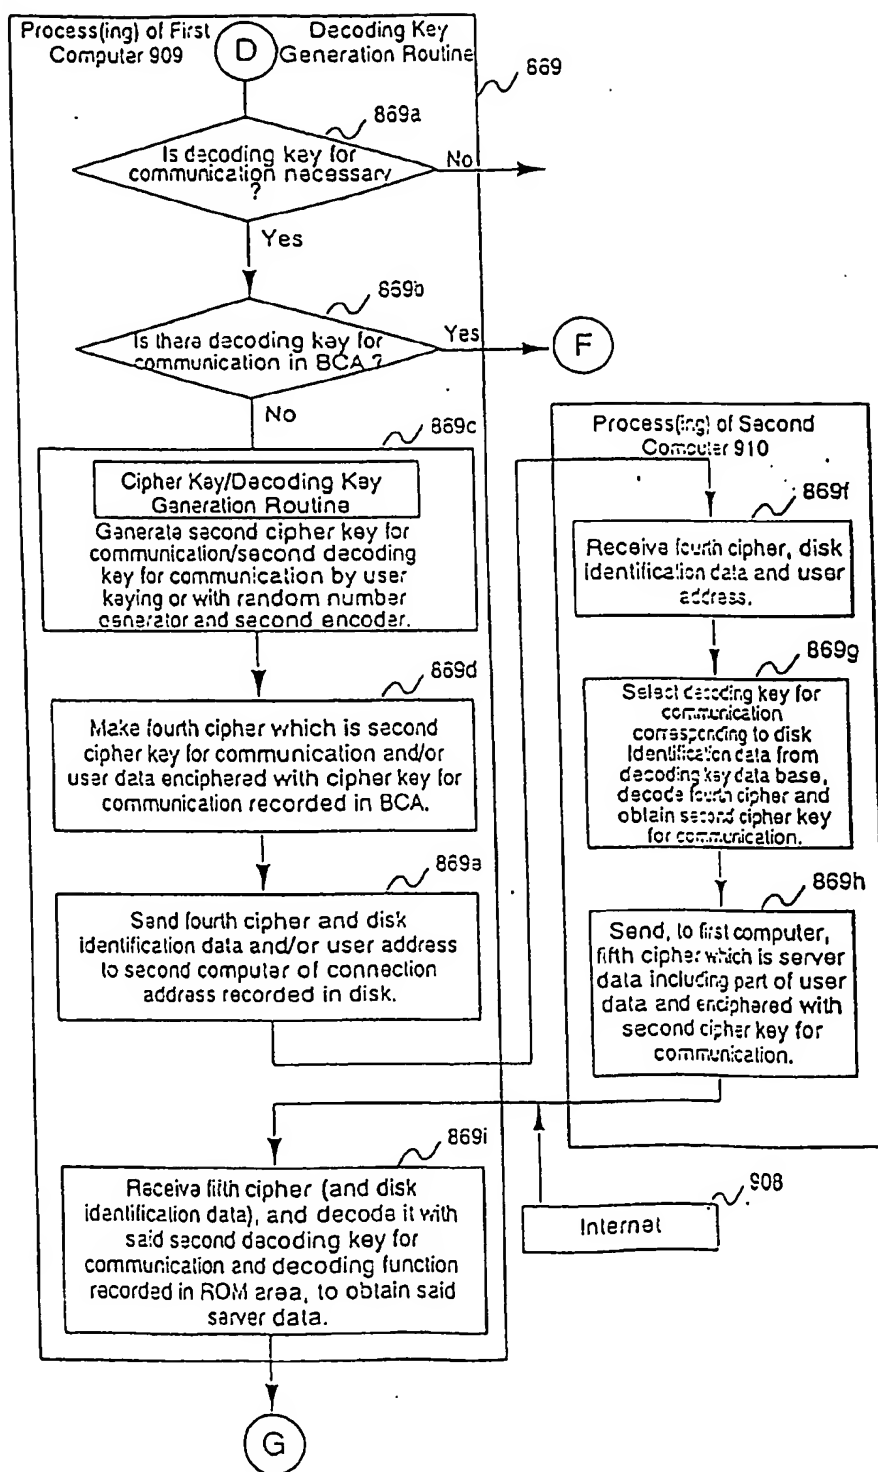 Process(ing) of First
Computer 909
D
Decoding Key
Generation Routine
869
869a
Is decoding key for
communication necessary
?
No
Yes
869b
Is there decoding key for
communication in BCA ?
Yes
F
No
869c
Cipher Key/Decoding Key
Generation Routine
Generate second cipher key for
communication/second decoding
key for communication by user
keying or with random number
generator and second encoder.
869d
Make fourth cipher which is second
cipher key for communication and/or
user data enciphered with cipher key for
communication recorded in BCA.
869e
Send fourth cipher and disk
identification data and/or user address
to second computer of connection
address recorded in disk.
Process(ing) of Second
Computer 910
869f
Receive fourth cipher, disk
identification data and user
address.
869g
Select decoding key for
communication
corresponding to disk
identification data from
decoding key data base,
decode fourth cipher and
obtain second cipher key
for communication.
869h
Send, to first computer,
fifth cipher which is server
data including part of user
data and enciphered with
second cipher key for
communication.
869i
Receive fifth cipher (and disk
identification data), and decode it with
said second decoding key for
communication and decoding function
recorded in ROM area, to obtain said
server data.
908
Internet
G